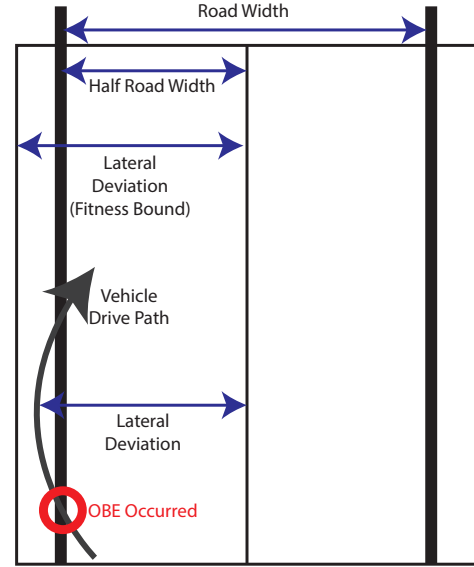 Road Width
Half Road Width
Lateral
Deviation
(Fitness Bound)
Vehicle
Drive Path
Lateral
Deviation
OBE Occurred